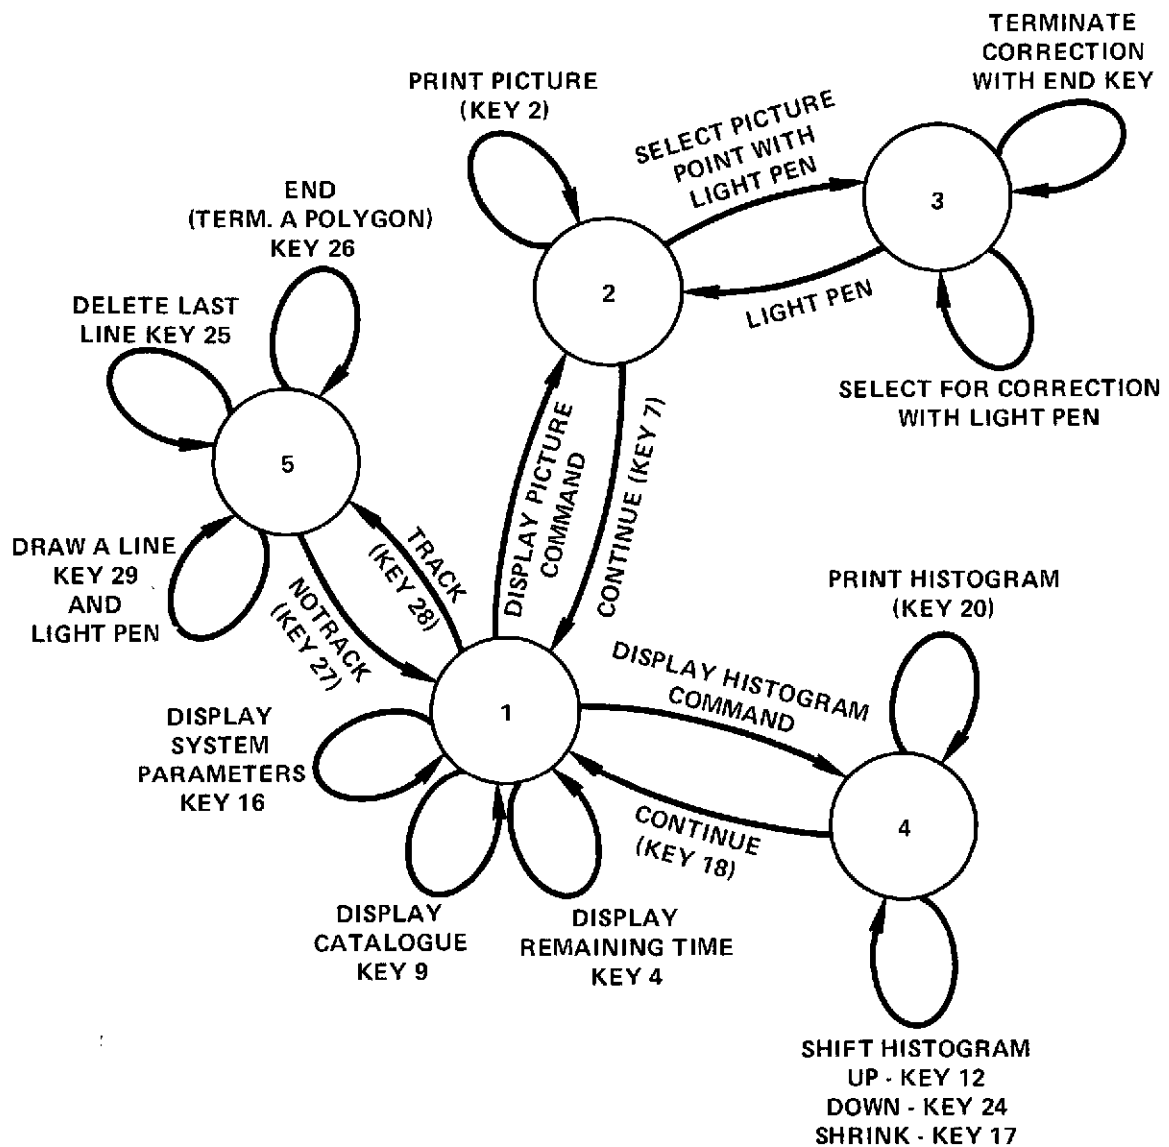 TERMINATE
CORRECTION
WITH END KEY
PRINT PICTURE
(KEY 2)
SELECT PICTURE
POINT WITH
LIGHT PEN
3
END
(TERM. A POLYGON)
KEY 26
2
LIGHT PEN
DELETE LAST
LINE KEY 25
SELECT FOR CORRECTION
WITH LIGHT PEN
5
DISPLAY PICTURE
COMMAND
CONTINUE (KEY 7)
DRAW A LINE
KEY 29
AND
LIGHT PEN
TRACK
(KEY 28)
NOTRACK
(KEY 27)
PRINT HISTOGRAM
(KEY 20)
DISPLAY HISTOGRAM
COMMAND
1
DISPLAY
SYSTEM
PARAMETERS
KEY 16
CONTINUE
(KEY 18)
4
DISPLAY
CATALOGUE
KEY 9
DISPLAY
REMAINING TIME
KEY 4
SHIFT HISTOGRAM
UP - KEY 12
DOWN - KEY 24
SHRINK - KEY 17